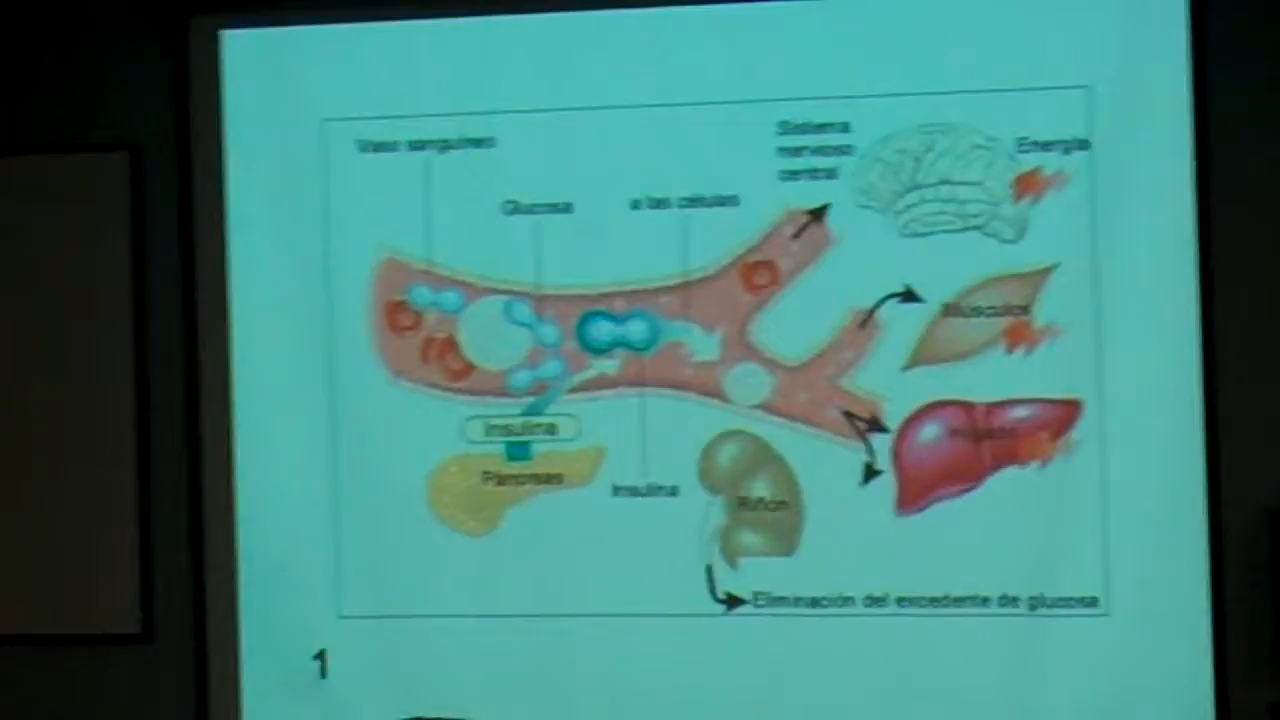 Vaso sanguíneo
Glucosa
a las células
Sistema
nervioso
central
Energía
Músculos
Insulina
Páncreas
Insulina
Riñón
Eliminación del excedente de glucosa
1